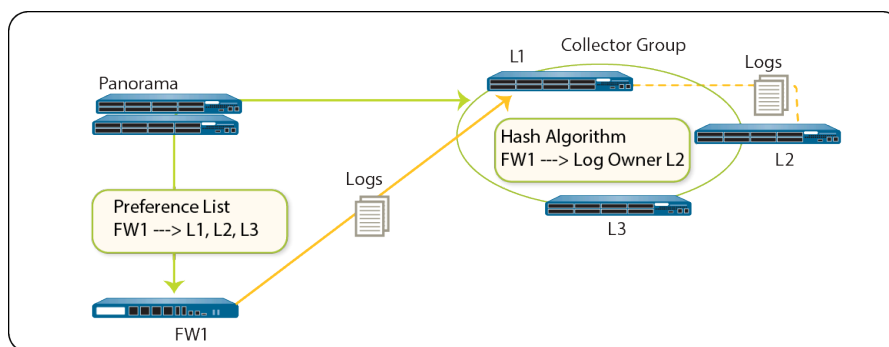 L1
Collector Group
Logs
Panorama
Hash Algorithm
FW1 ---> Log Owner L2
L2
Logs
Preference List
FW1 ---> L1, L2, L3
L3
FW1